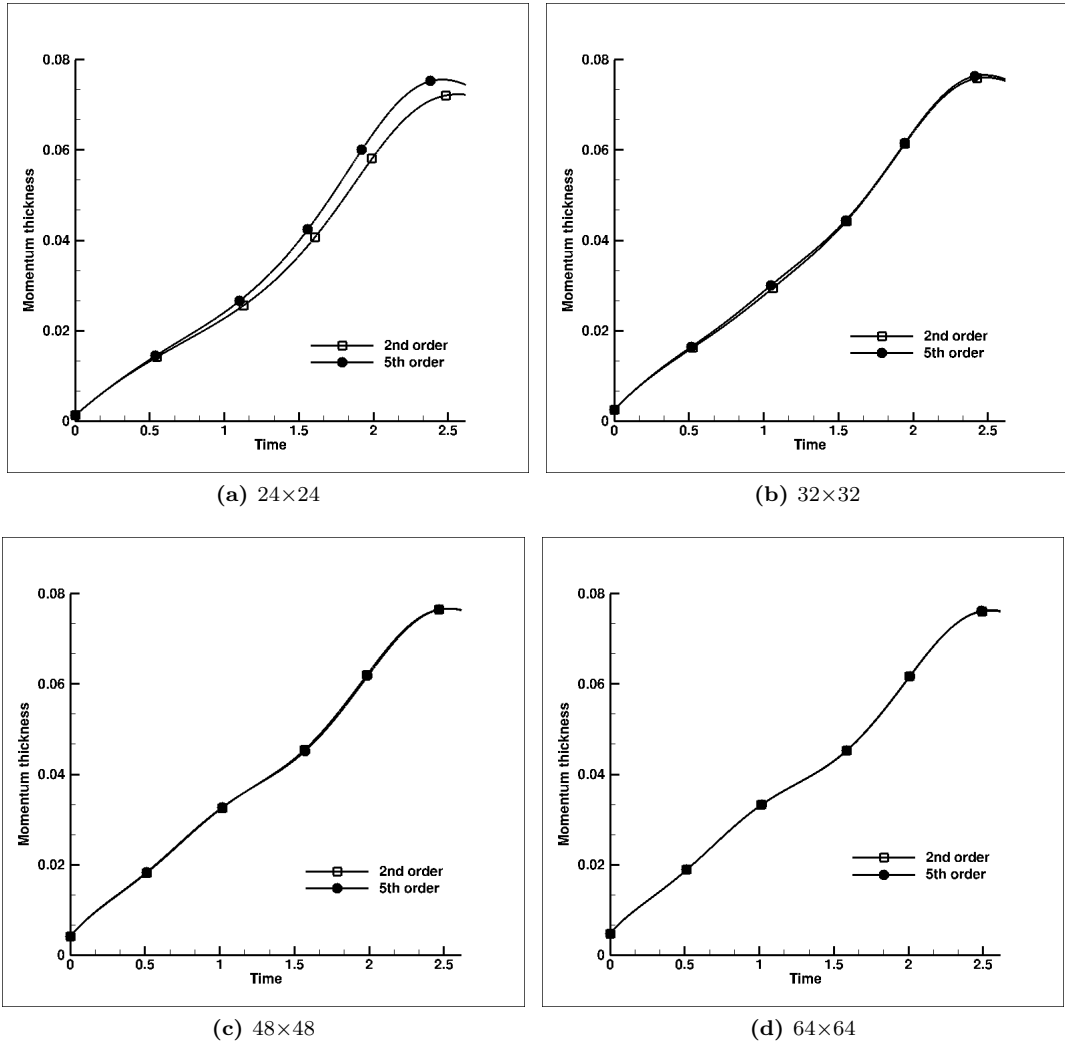 0.08
0.06
0.04
0.02
0
Momentum thickness
0 0.5 1 1.5 2 2.5
Time
2nd order
5th order
(a) 24×24
0.08
0.06
0.04
0.02
0
Momentum thickness
0 0.5 1 1.5 2 2.5
Time
2nd order
5th order
(b) 32×32
0.08
0.06
0.04
0.02
0
Momentum thickness
0 0.5 1 1.5 2 2.5
Time
2nd order
5th order
(c) 48×48
0.08
0.06
0.04
0.02
0
Momentum thickness
0 0.5 1 1.5 2 2.5
Time
2nd order
5th order
(d) 64×64